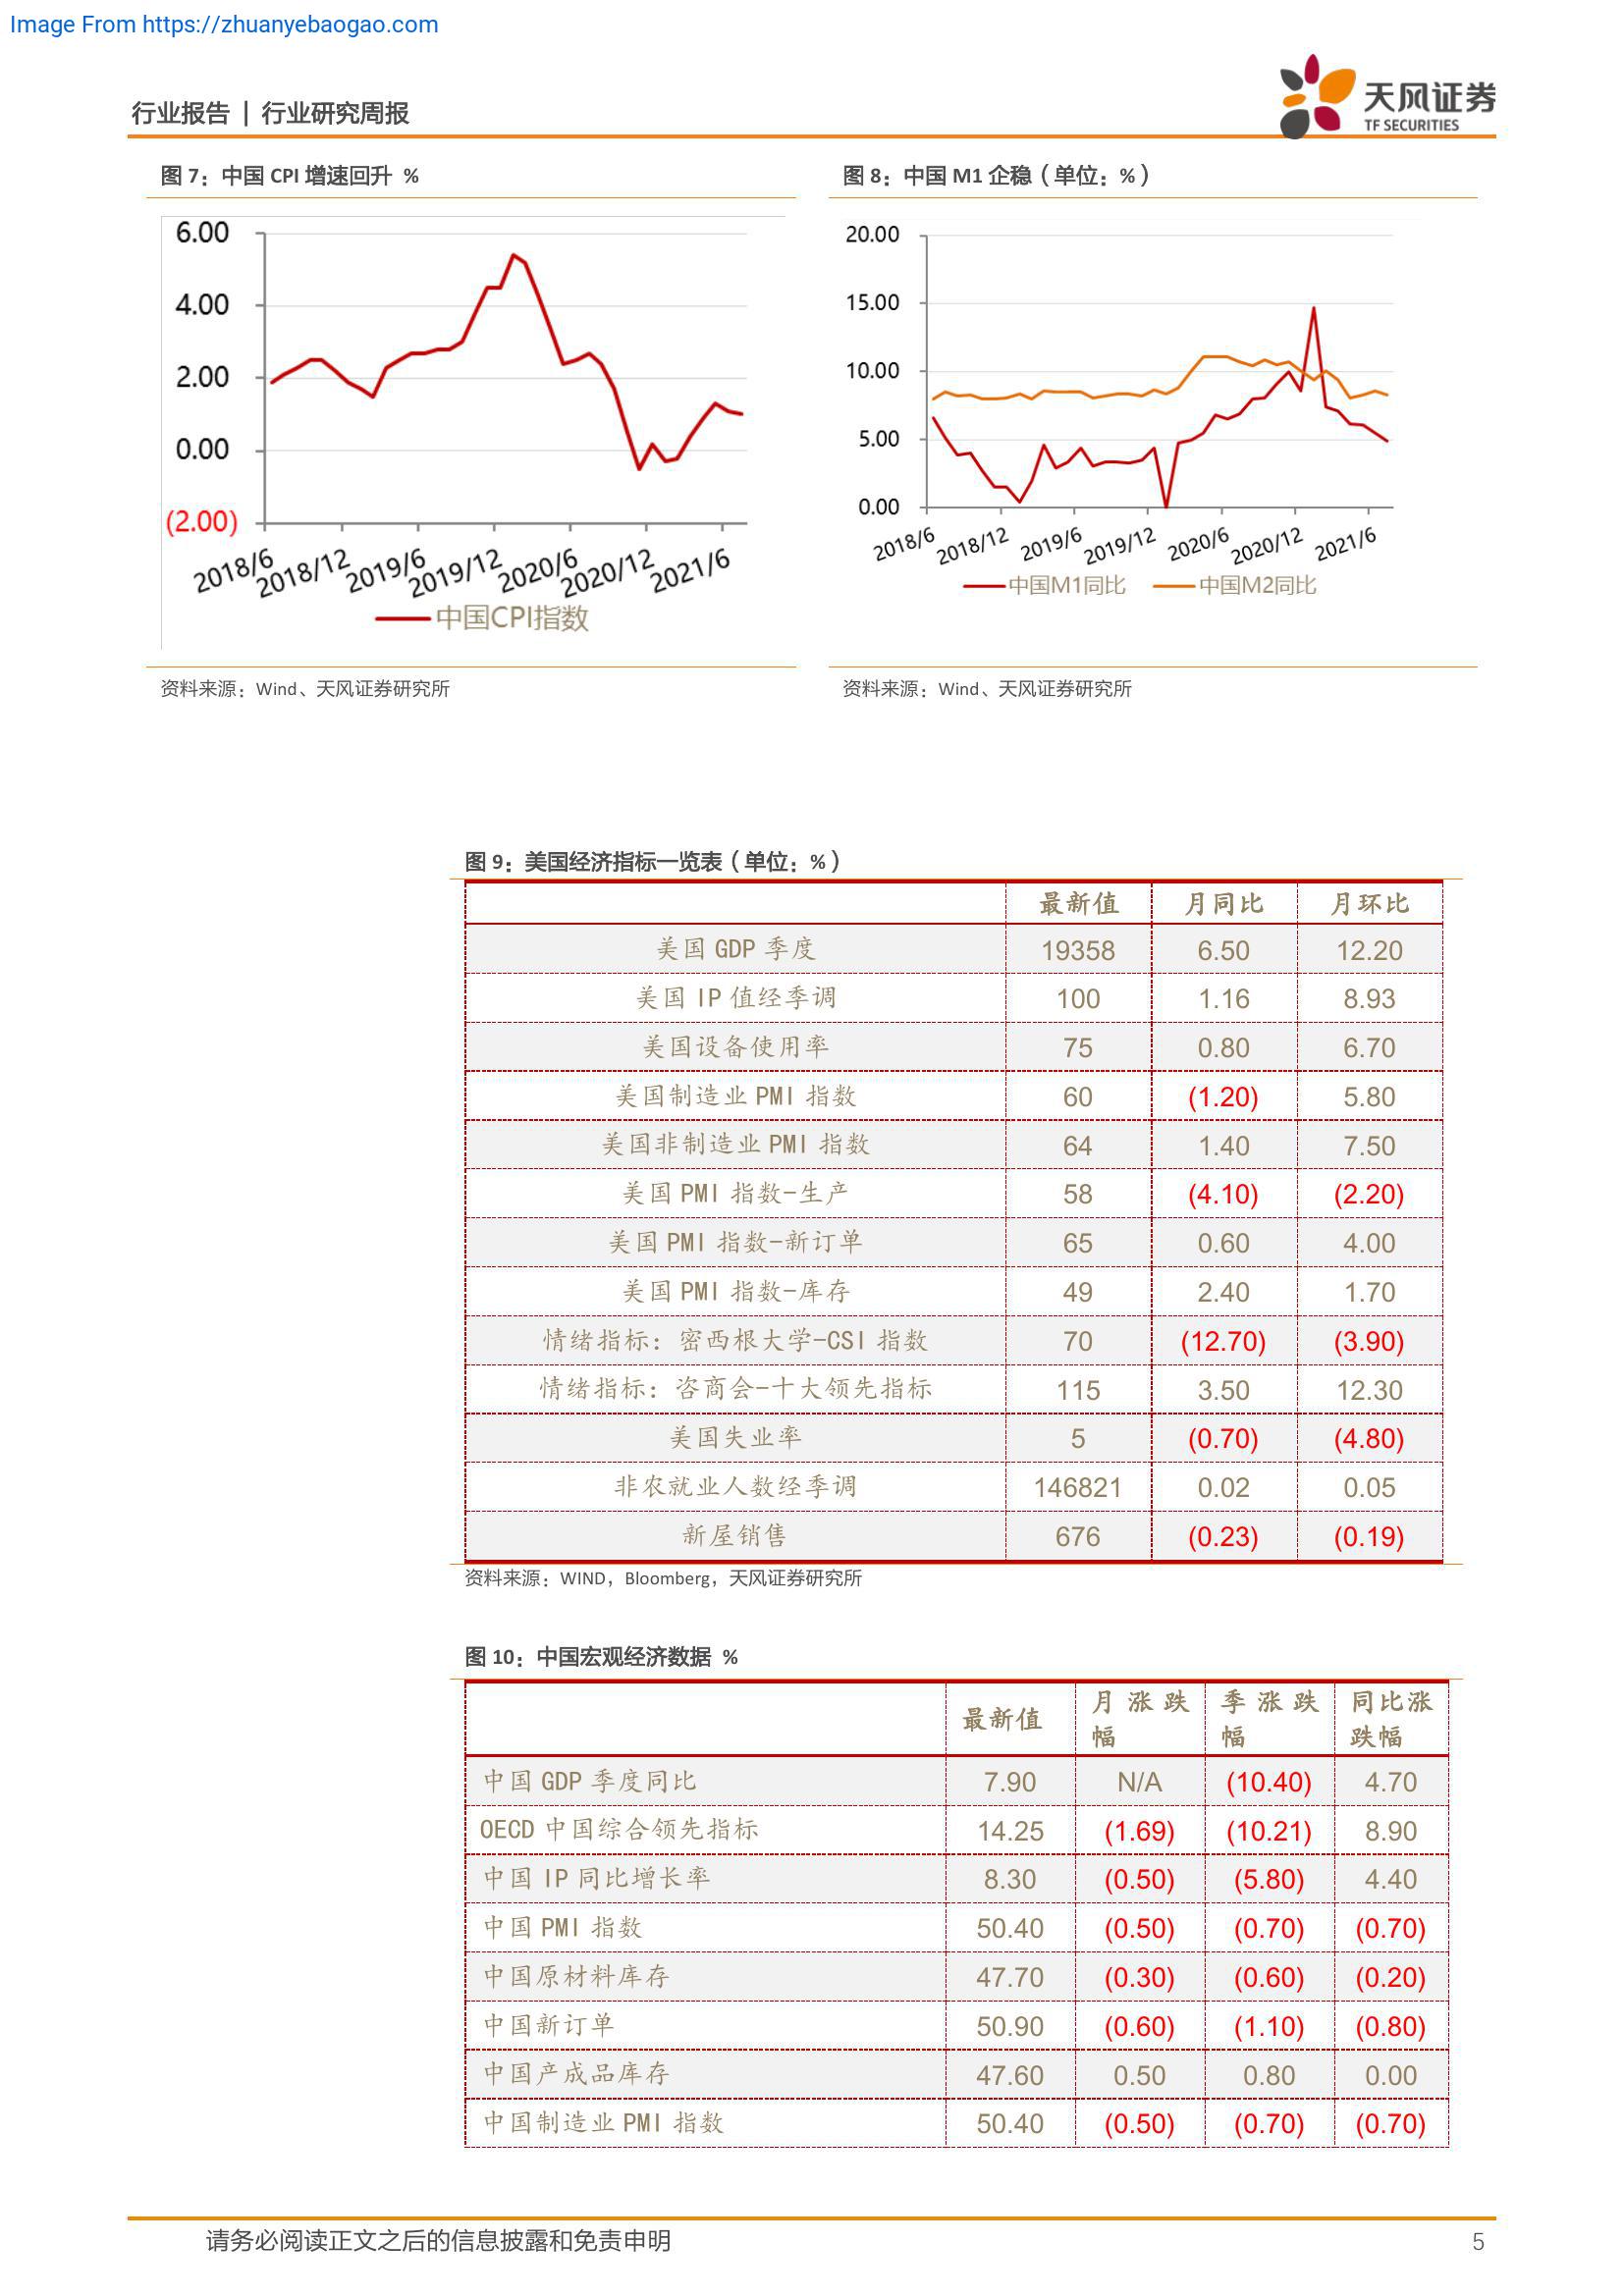 Image From https://zhuanyebaogao.com
行业报告 | 行业研究周报
天风证券
TF SECURITIES
图 7：中国 CPI 增速回升 %
6.00
4.00
2.00
0.00
(2.00)
2018/6 2018/12 2019/6 2019/12 2020/6 2020/12 2021/6
中国CPI指数
资料来源：Wind、天风证券研究所
图 8：中国 M1 企稳（单位：%）
20.00
15.00
10.00
5.00
0.00
2018/6 2018/12 2019/6 2019/12 2020/6 2020/12 2021/6
中国M1同比 中国M2同比
资料来源：Wind、天风证券研究所
图 9：美国经济指标一览表（单位：%）
最新值 月同比 月环比
美国 GDP 季度 19358 6.50 12.20
美国 IP 值经季调 100 1.16 8.93
美国设备使用率 75 0.80 6.70
美国制造业 PMI 指数 60 (1.20) 5.80
美国非制造业 PMI 指数 64 1.40 7.50
美国 PMI 指数-生产 58 (4.10) (2.20)
美国 PMI 指数-新订单 65 0.60 4.00
美国 PMI 指数-库存 49 2.40 1.70
情绪指标：密西根大学-CSI 指数 70 (12.70) (3.90)
情绪指标：咨商会-十大领先指标 115 3.50 12.30
美国失业率 5 (0.70) (4.80)
非农就业人数经季调 146821 0.02 0.05
新屋销售 676 (0.23) (0.19)
资料来源：WIND，Bloomberg，天风证券研究所
图 10：中国宏观经济数据 %
最新值 月涨跌幅 季涨跌幅 同比涨跌幅
中国 GDP 季度同比 7.90 N/A (10.40) 4.70
OECD 中国综合领先指标 14.25 (1.69) (10.21) 8.90
中国 IP 同比增长率 8.30 (0.50) (5.80) 4.40
中国 PMI 指数 50.40 (0.50) (0.70) (0.70)
中国原材料库存 47.70 (0.30) (0.60) (0.20)
中国新订单 50.90 (0.60) (1.10) (0.80)
中国产成品库存 47.60 0.50 0.80 0.00
中国制造业 PMI 指数 50.40 (0.50) (0.70) (0.70)
请务必阅读正文之后的信息披露和免责申明 5